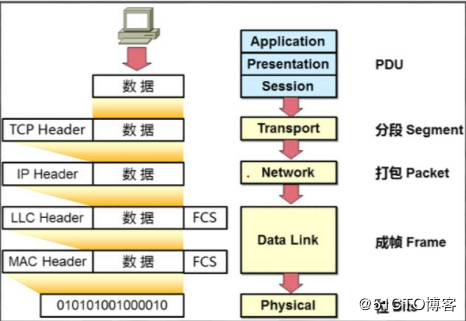 Application
Presentation
Session
PDU
数据
TCP Header 数据
Transport
分段 Segment
IP Header 数据
Network
打包 Packet
LLC Header 数据 FCS
Data Link
成帧 Frame
MAC Header 数据 FCS
010101001000010
Physical
Bits
@51CTO博客